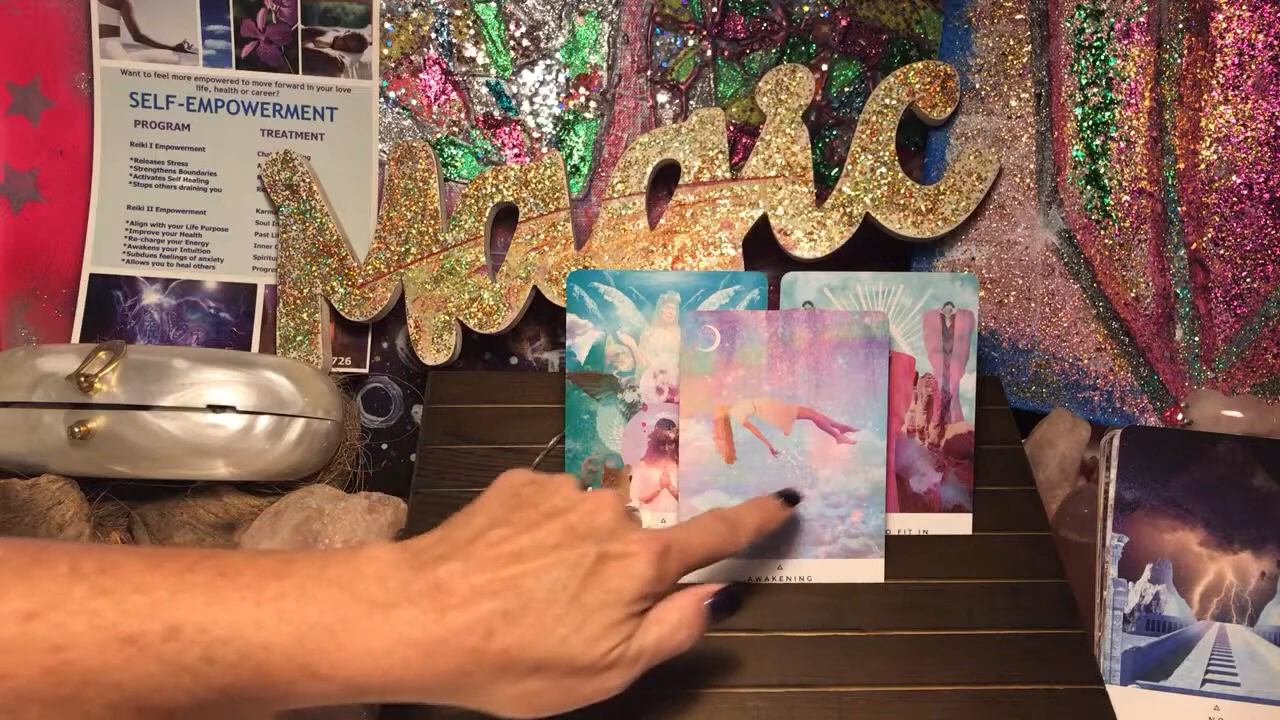 Want to feel more empowered to move forward in your love
life, health or career?
SELF-EMPOWERMENT
PROGRAM
Reiki I Empowerment
*Releases Stress
*Strengthens Boundaries
*Activates Self Healing
*Stops others draining you
Reiki II Empowerment
*Align with your Life Purpose
*Improve your Health
*Re-charge your Energy
*Awakens your Intuition
*Subdues feelings of anxiety
*Allows you to heal others
TREATMENT
Karma
Soul
Past
Inner
726
Magic
AWAKENING
FIT IN
NO